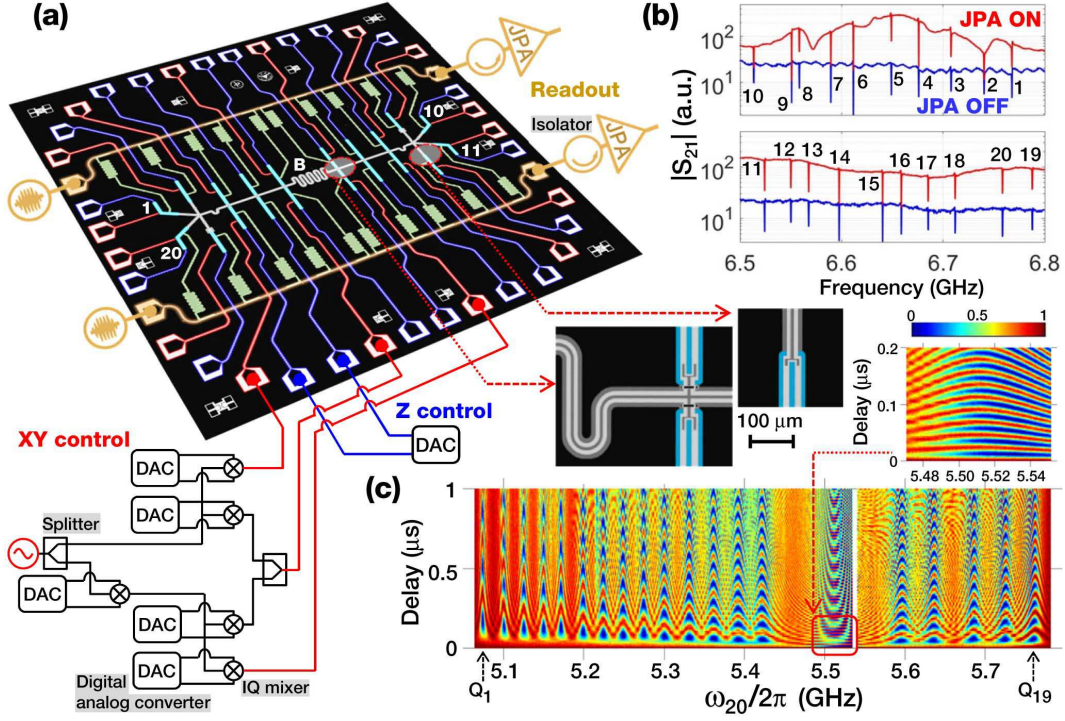 (a)
JPA
Readout
Isolator
JPA
10
11
B
1
20
XY control
Z control
DAC
DAC
DAC
Splitter
DAC
DAC
DAC
Digital
analog converter
IQ mixer
(b)
|S21| (a.u.)
10²
10¹
JPA ON
JPA OFF
10
9
8
7
6
5
4
3
2
1
10²
10¹
11
12
13
14
15
16
17
18
20
19
6.5
6.6
6.7
6.8
Frequency (GHz)
100 μm
0
0.5
1
Delay (μs)
0.2
0.1
0
5.48
5.50
5.52
5.54
(c)
Delay (μs)
1
0.5
0
5.1
5.2
5.3
5.4
5.5
5.6
5.7
Q1
ω20/2π (GHz)
Q19